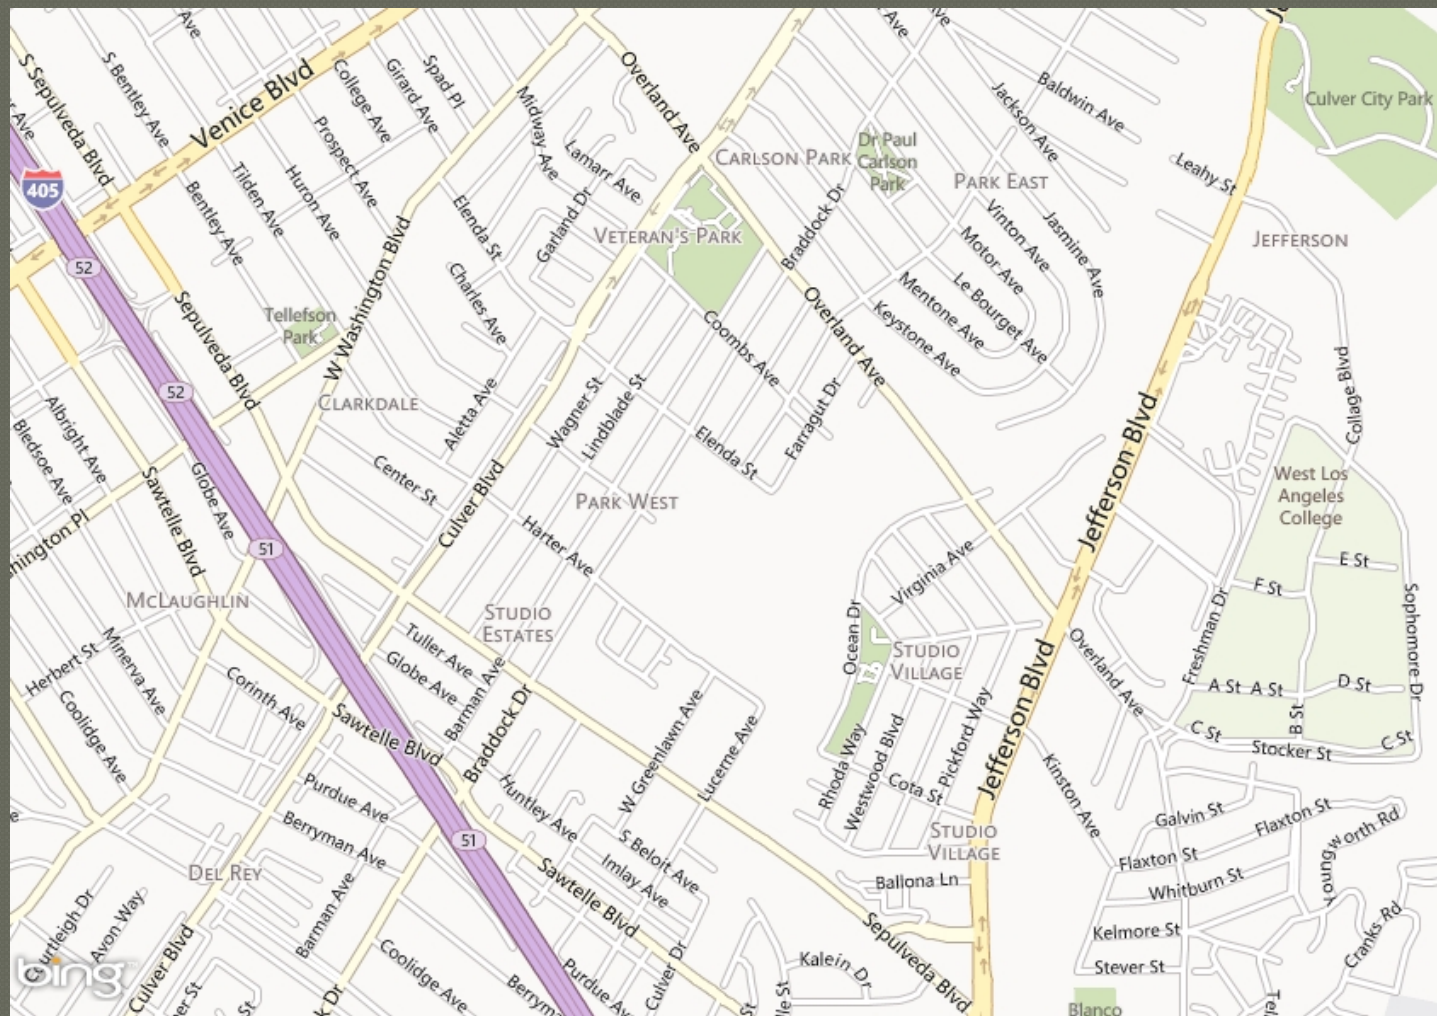 S Sepulveda Blvd
S Bentley Ave
Venice Blvd
College Ave
Girard Ave
Spad Pl
Prospect Ave
Overland Ave
Midway Ave
Lamarr Ave
Garland Dr
CARLSON PARK
Dr Paul
Carlson
Park
PARK EAST
Jackson Ave
Baldwin Ave
Leahy St
Culver City Park
405
Bentley Ave
Tilden Ave
Huron Ave
Elenda St
VETERAN'S PARK
Braddock Dr
Vinton Ave
Jasmine Ave
Motor Ave
Le Bourget Ave
Mentone Ave
Keystone Ave
JEFFERSON
52
Sepulveda Blvd
Tellefson
Park
W Washington Blvd
Charles Ave
Coombs Ave
Overland Ave
52
CLARKDALE
Aletta Ave
Wagner St
Lindblade St
Elenda St
Farragut Dr
Jefferson Blvd
Collage Blvd
Albright Ave
Bledsoe Ave
Sawtelle Blvd
Globe Ave
Center St
Culver Blvd
PARK WEST
West Los
Angeles
College
nington Pl
51
Harter Ave
Virginia Ave
E St
F St
MCLAUGHLIN
STUDIO
ESTATES
Ocean Dr
STUDIO
VILLAGE
Freshman Dr
Sophomore Dr
Herbert St
Minerva Ave
Coolidge Ave
Corinth Ave
Tuller Ave
Globe Ave
Barman Ave
Braddock Dr
Sawtelle Blvd
W Greenlawn Ave
Lucerne Ave
Rhoda Way
Westwood Blvd
Pickford Way
Cota St
Jefferson Blvd
Overland Ave
A St
A St
B St
D St
C St
C St
Stocker St
Kinston Ave
Purdue Ave
Berryman Ave
Huntley Ave
S Beloit Ave
Imlay Ave
51
STUDIO
VILLAGE
Galvin St
Flaxton St
Flaxton St
Youngworth Rd
Whitburn St
DEL REY
Barman Ave
Sawtelle Blvd
Ballona Ln
Sepulveda Blvd
Kelmore St
Cranks Rd
Courtleigh Dr
Avon Way
Culver Blvd
Coolidge Ave
Purdue Av
Culver Dr
Kalein Dr
Stever St
Blanco
bing